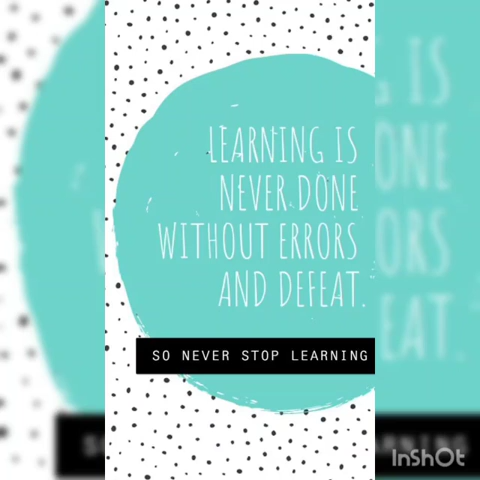 LEARNING IS
NEVER DONE
WITHOUT ERRORS
AND DEFEAT.
SO NEVER STOP LEARNING
InShOt